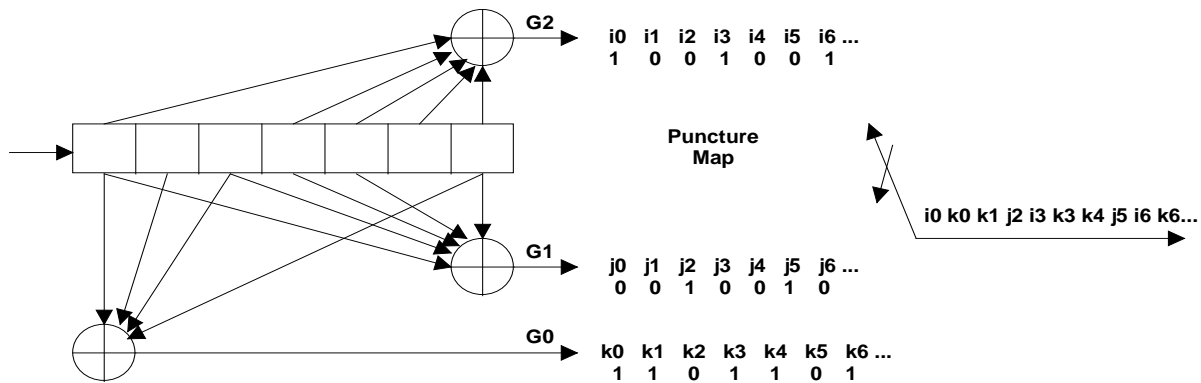 G2
i0 i1 i2 i3 i4 i5 i6 ...
1 0 0 1 0 0 1
Puncture
Map
i0 k0 k1 j2 i3 k3 k4 j5 i6 k6...
G1
j0 j1 j2 j3 j4 j5 j6 ...
0 0 1 0 0 1 0
G0
k0 k1 k2 k3 k4 k5 k6 ...
1 1 0 1 1 0 1